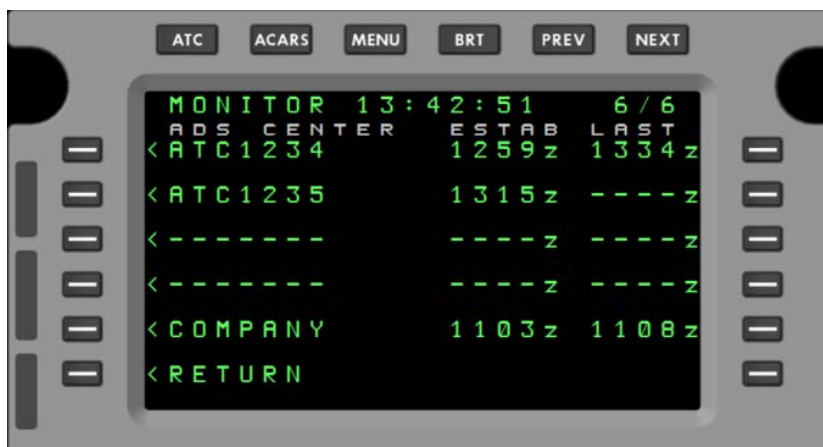 ATC ACARS MENU BRT PREV NEXT
MONITOR 13:42:51 6/6
ADS CENTER ESTAB LAST
<ATC1234 1259z 1334z
<ATC1235 1315z ----z
<------- ----z ----z
<------- ----z ----z
<COMPANY 1103z 1108z
<RETURN